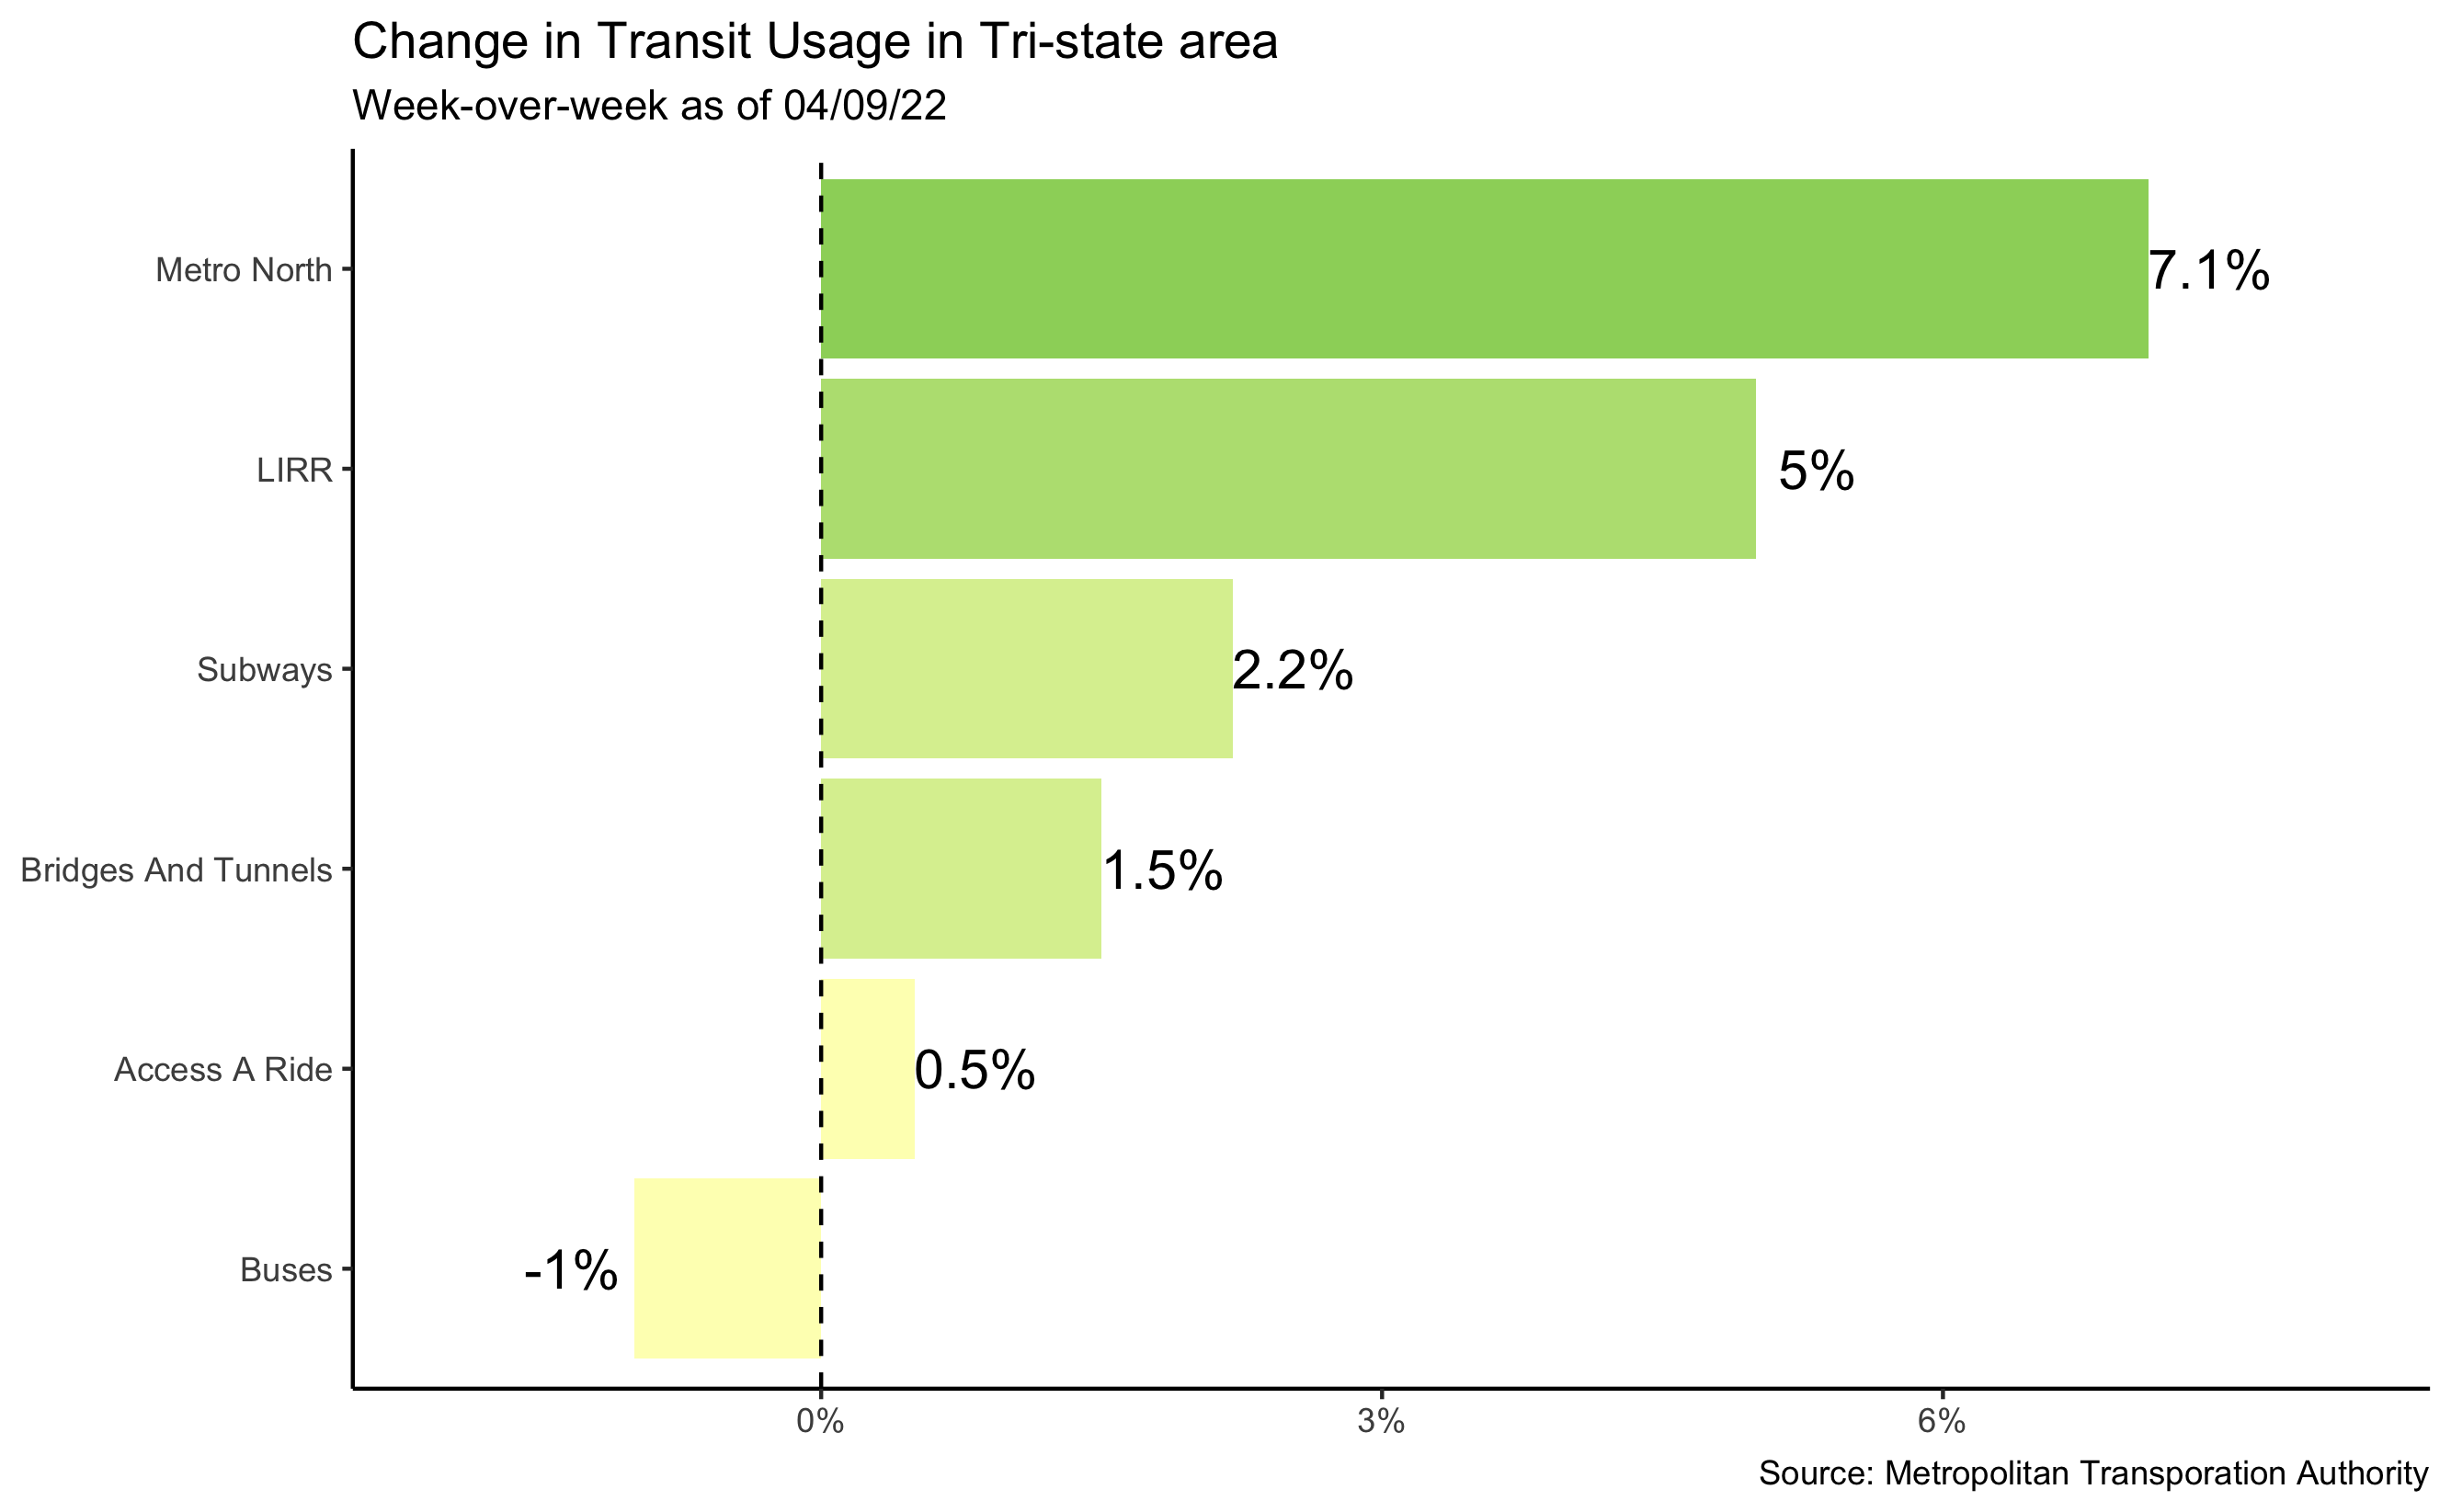 Change in Transit Usage in Tri-state area
Week-over-week as of 04/09/22
Metro North
7.1%
LIRR
5%
Subways
2.2%
Bridges And Tunnels
1.5%
Access A Ride
0.5%
Buses
-1%
0%
3%
6%
Source: Metropolitan Transporation Authority